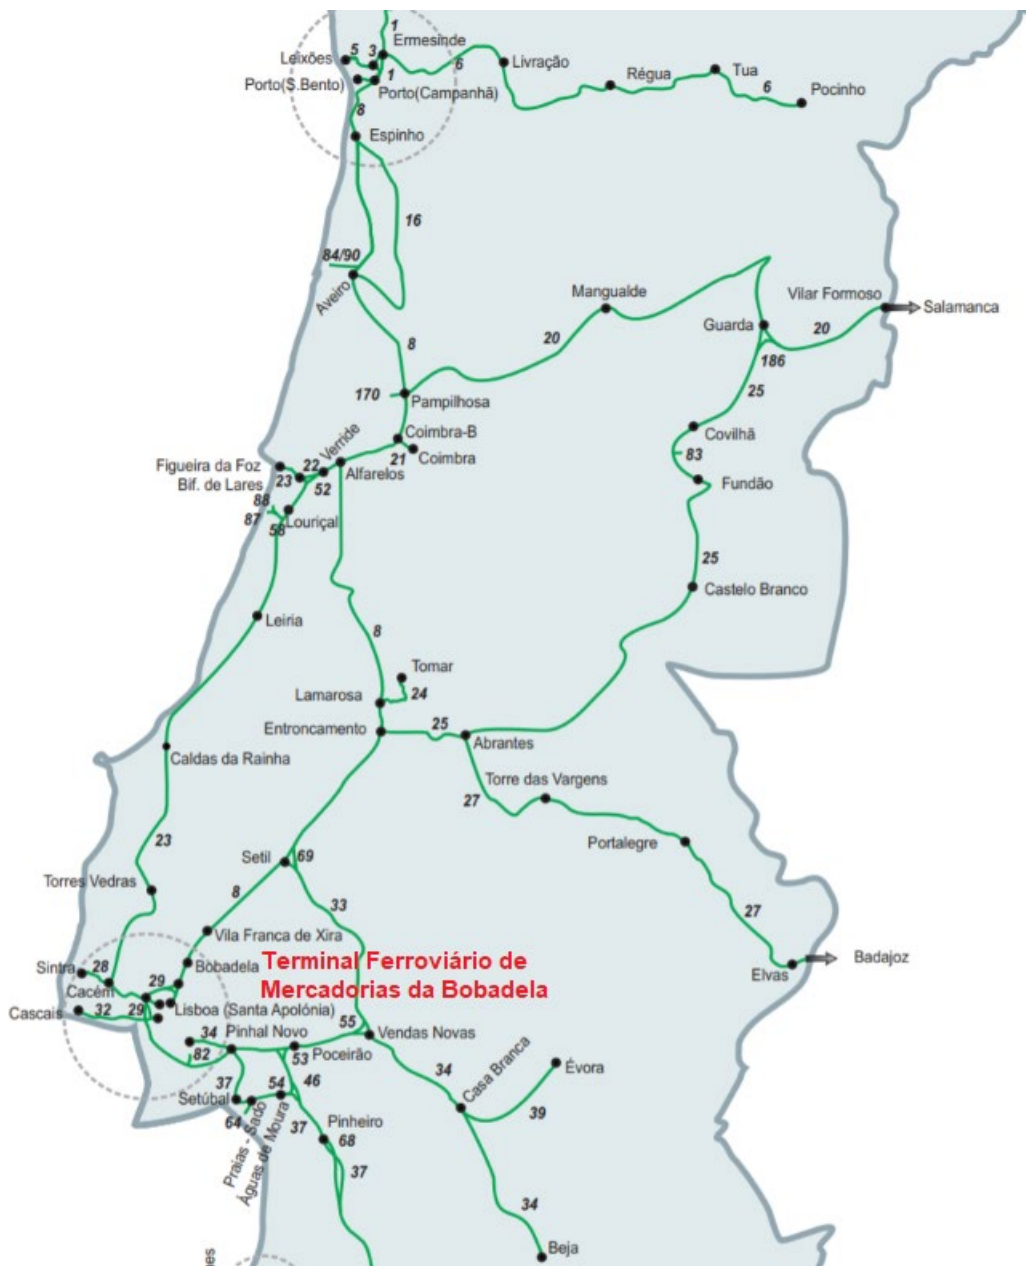 1
Ermesinde
Leixões
5
3
6
Livração
Tua
Régua
6
Pocinho
Porto(S.Bento)
1
Porto(Campanhã)
8
Espinho
16
84/90
Aveiro
Mangualde
Vilar Formoso
Salamanca
8
20
Guarda
20
186
170
Pampilhosa
25
Coimbra-B
Covilhã
21
Coimbra
83
Verride
Alfarelos
Figueira da Foz
22
Bif. de Lares
23
52
Fundão
88
87
58
Louriçal
25
Castelo Branco
Leiria
8
Tomar
Lamarosa
24
Entroncamento
25
Abrantes
Caldas da Rainha
Torre das Vargens
27
Portalegre
23
Setil
69
Torres Vedras
8
33
27
Vila Franca de Xira
Bobadela
Terminal Ferroviário de
Mercadorias da Bobadela
Badajoz
Elvas
Sintra
28
Cacém
29
Cascais
32
29
Lisboa (Santa Apolónia)
34
Pinhal Novo
55
Vendas Novas
82
53
Poceirão
34
Casa Branca
Évora
37
54
46
39
Setúbal
64
Praias - Sado
Águas de Moura
37
Pinheiro
68
37
34
Beja